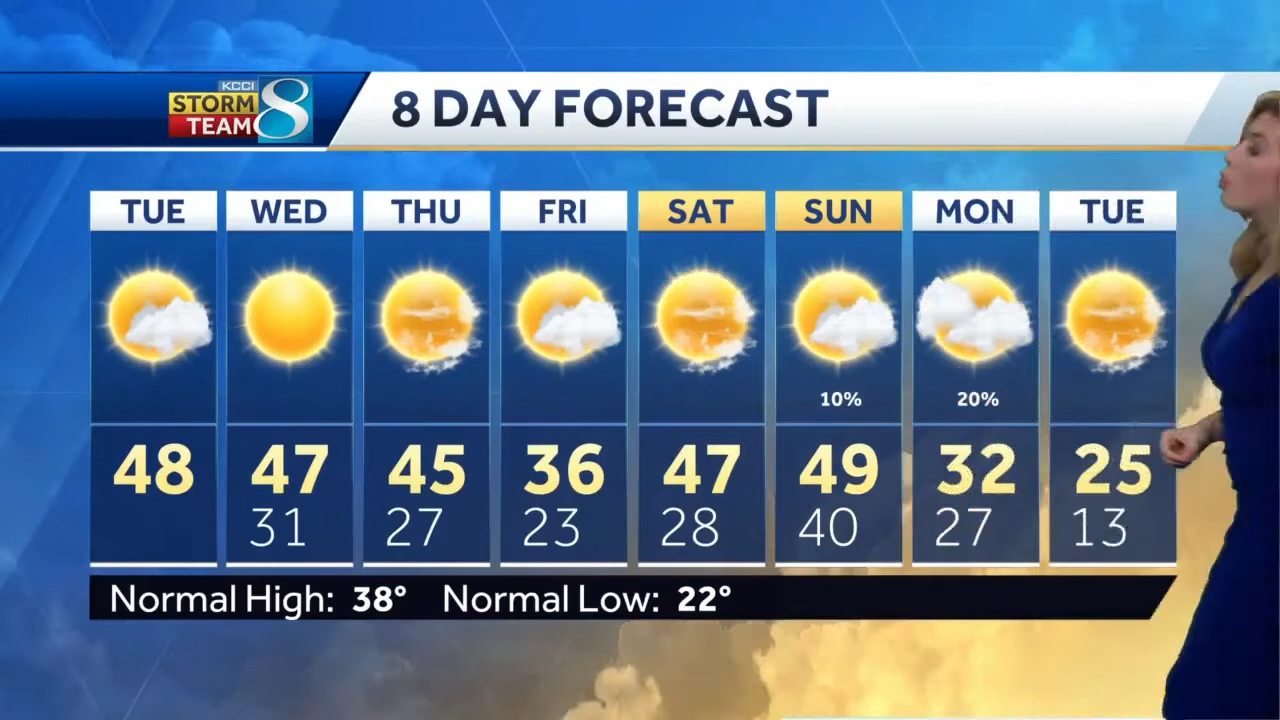 KCCI
STORM
TEAM 8
8 DAY FORECAST
TUE WED THU FRI SAT SUN MON TUE
10% 20%
48 47 45 36 47 49 32 25
31 27 23 28 40 27 13
Normal High: 38° Normal Low: 22°